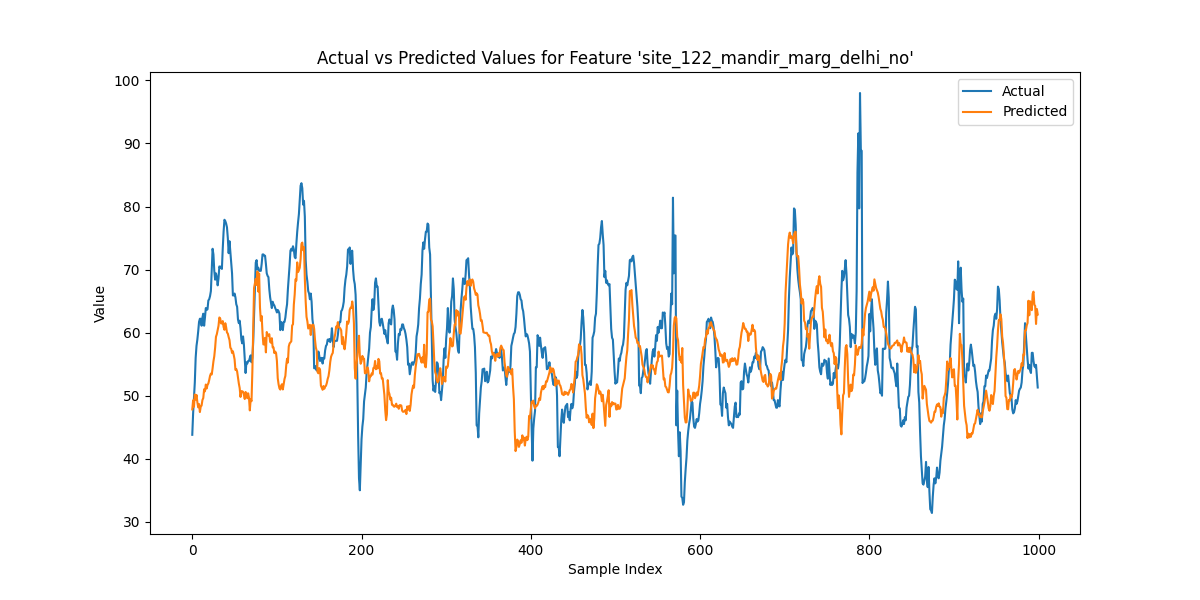 Actual vs Predicted Values for Feature 'site_122_mandir_marg_delhi_no'
Actual
Predicted
Value
100
90
80
70
60
50
40
30
0 200 400 600 800 1000
Sample Index